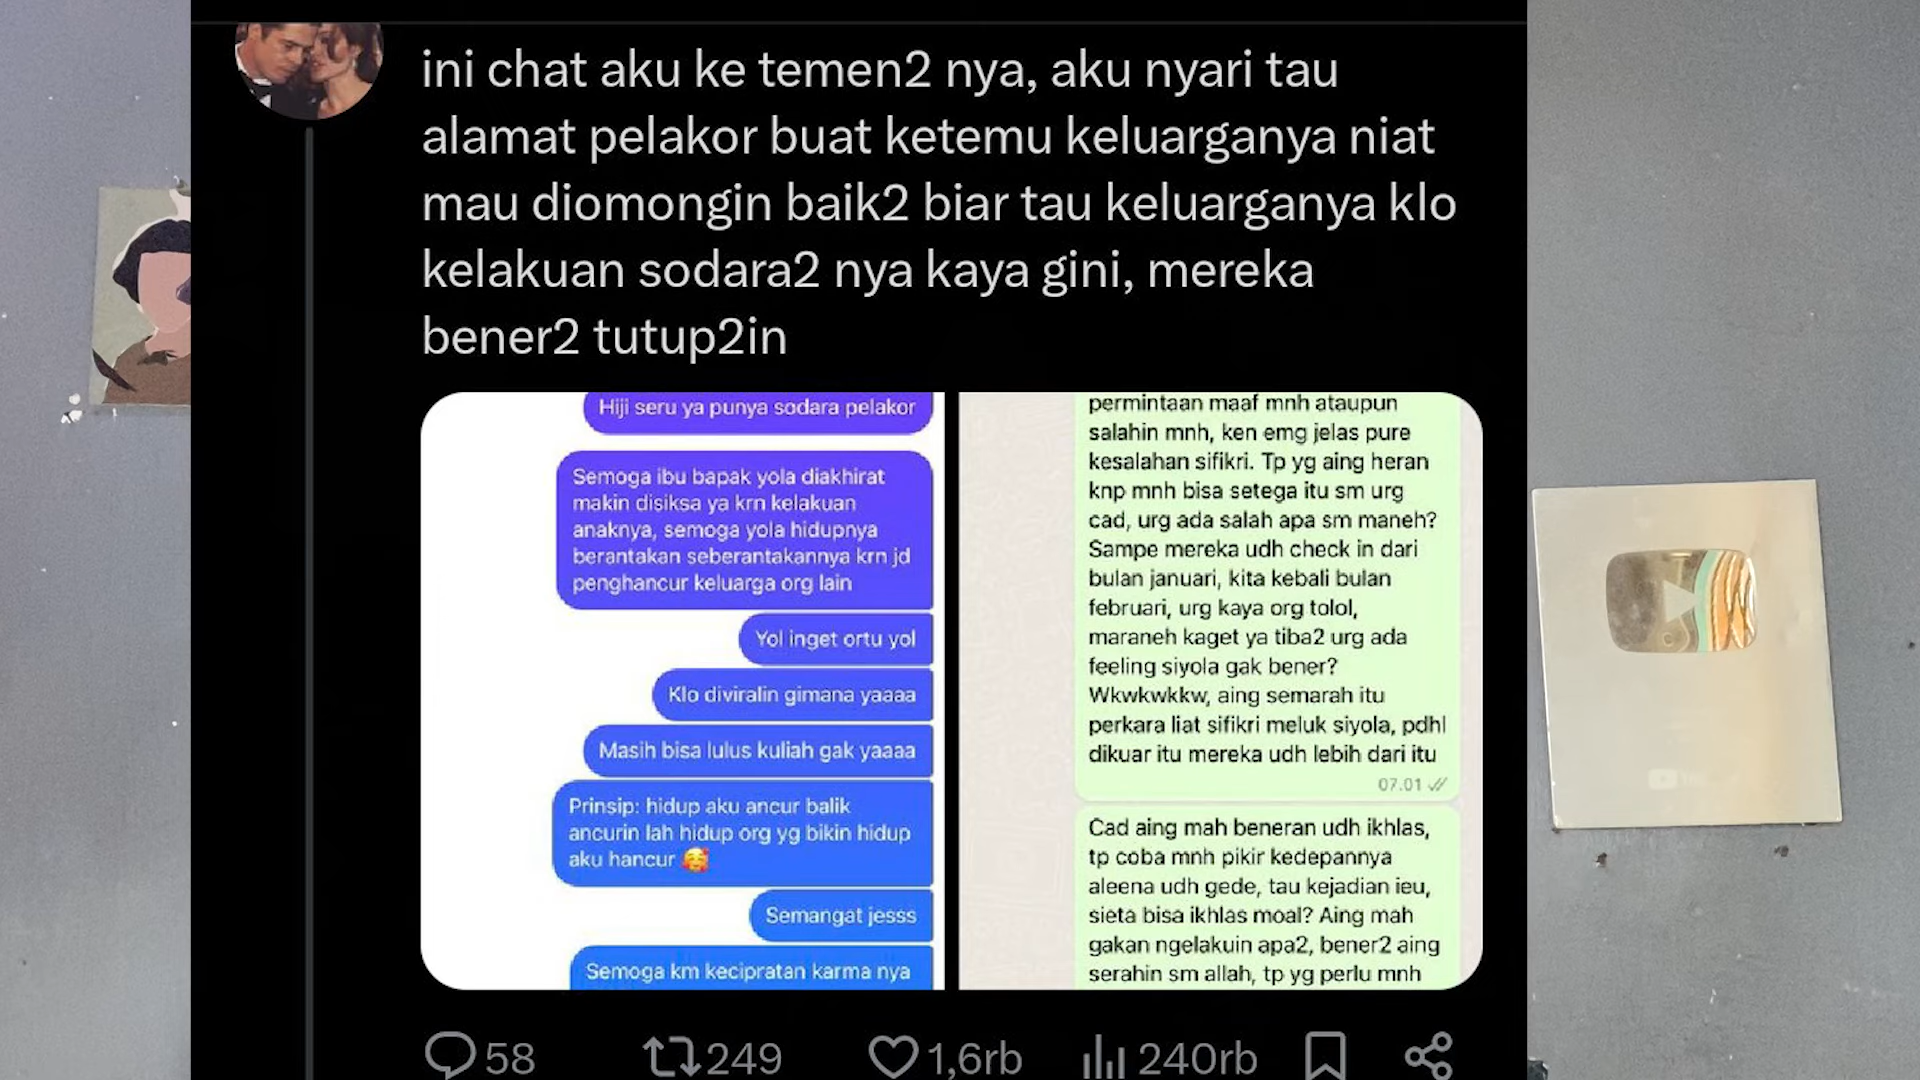 ini chat aku ke temen2 nya, aku nyari tau
alamat pelakor buat ketemu keluarganya niat
mau diomongin baik2 biar tau keluarganya klo
kelakuan sodara2 nya kaya gini, mereka
bener2 tutup2in
Hiji seru ya punya sodara pelakor
Semoga ibu bapak yola diakhirat
makin disiksa ya krn kelakuan
anaknya, semoga yola hidupnya
berantakan seberantakannya krn jd
penghancur keluarga org lain
Yol inget ortu yol
Klo diviralin gimana yaaaa
Masih bisa lulus kuliah gak yaaaa
Prinsip: hidup aku ancur balik
ancurin lah hidup org yg bikin hidup
aku hancur 🥰
Semangat jesss
Semoga km kecipratan karma nya
permintaan maaf mnh ataupun
salahin mnh, ken emg jelas pure
kesalahan sifikri. Tp yg aing heran
knp mnh bisa setega itu sm urg
cad, urg ada salah apa sm maneh?
Sampe mereka udh check in dari
bulan januari, kita kebali bulan
februari, urg kaya org tolol,
maraneh kaget ya tiba2 urg ada
feeling siyola gak bener?
Wkwkwkkw, aing semarah itu
perkara liat sifikri meluk siyola, pdhl
dikuar itu mereka udh lebih dari itu
07.01
Cad aing mah beneran udh ikhlas,
tp coba mnh pikir kedepannya
aleena udh gede, tau kejadian ieu,
sieta bisa ikhlas moal? Aing mah
gakan ngelakuin apa2, bener2 aing
serahin sm allah, tp yg perlu mnh
58 249 1,6rb 240rb